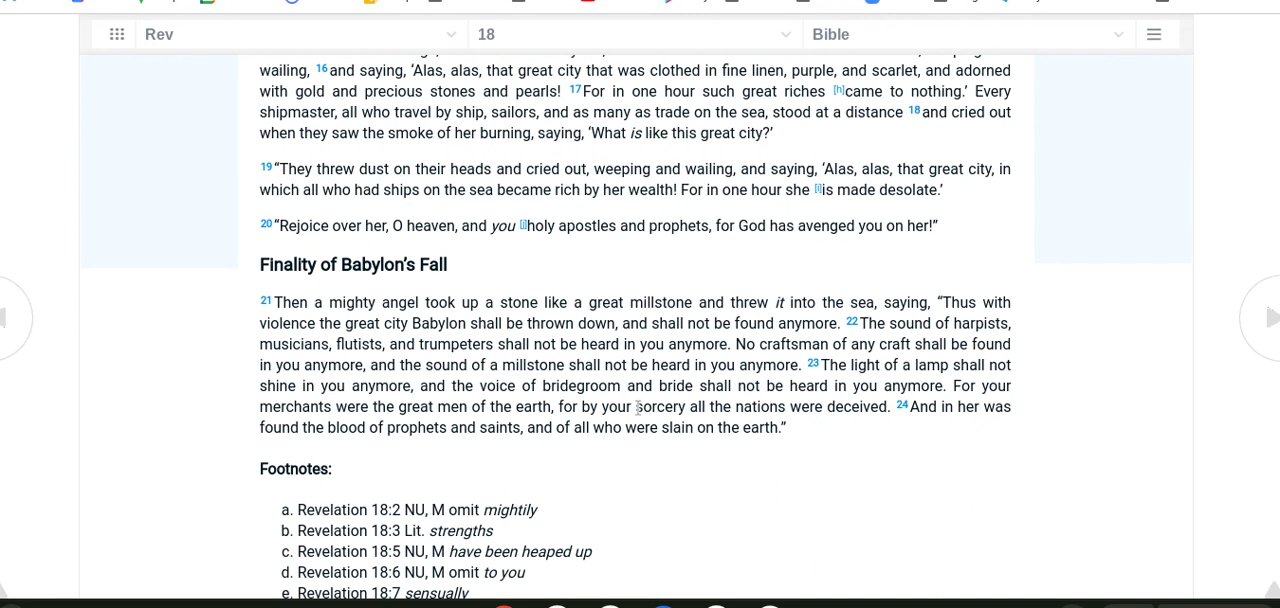 Rev 18 Bible
wailing, 16 and saying, ‘Alas, alas, that great city that was clothed in fine linen, purple, and scarlet, and adorned
with gold and precious stones and pearls! 17 For in one hour such great riches [h]came to nothing.’ Every
shipmaster, all who travel by ship, sailors, and as many as trade on the sea, stood at a distance 18 and cried out
when they saw the smoke of her burning, saying, ‘What is like this great city?’
19 “They threw dust on their heads and cried out, weeping and wailing, and saying, ‘Alas, alas, that great city, in
which all who had ships on the sea became rich by her wealth! For in one hour she [i]is made desolate.’
20 “Rejoice over her, O heaven, and you [j]holy apostles and prophets, for God has avenged you on her!”
Finality of Babylon’s Fall
21 Then a mighty angel took up a stone like a great millstone and threw it into the sea, saying, “Thus with
violence the great city Babylon shall be thrown down, and shall not be found anymore. 22 The sound of harpists,
musicians, flutists, and trumpeters shall not be heard in you anymore. No craftsman of any craft shall be found
in you anymore, and the sound of a millstone shall not be heard in you anymore. 23 The light of a lamp shall not
shine in you anymore, and the voice of bridegroom and bride shall not be heard in you anymore. For your
merchants were the great men of the earth, for by your sorcery all the nations were deceived. 24 And in her was
found the blood of prophets and saints, and of all who were slain on the earth.”
Footnotes:
a. Revelation 18:2 NU, M omit mightily
b. Revelation 18:3 Lit. strengths
c. Revelation 18:5 NU, M have been heaped up
d. Revelation 18:6 NU, M omit to you
e. Revelation 18:7 sensually